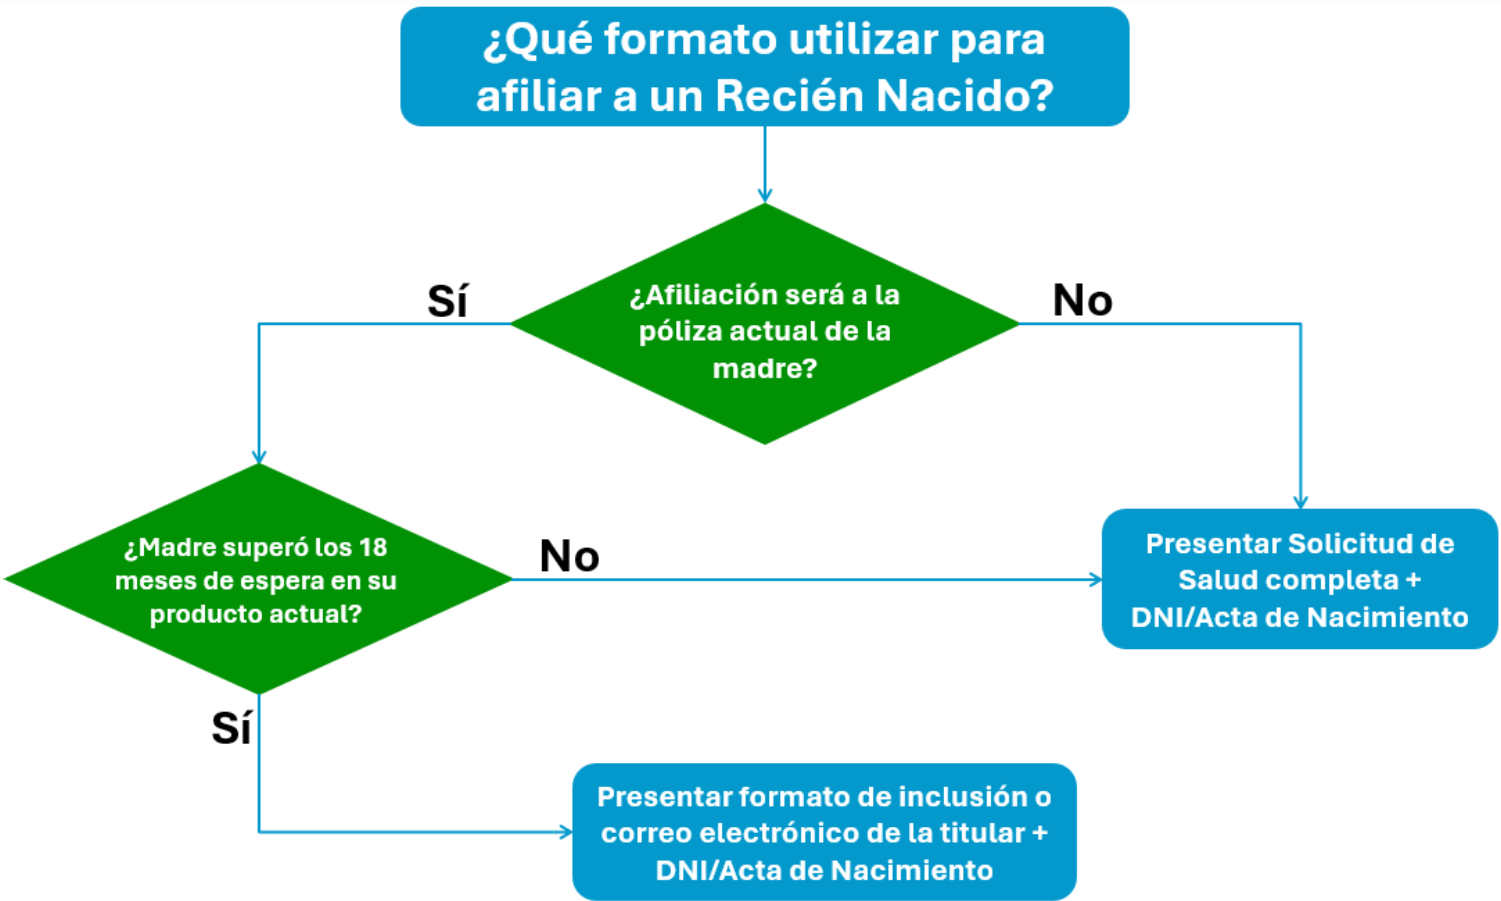 ¿Qué formato utilizar para
afiliar a un Recién Nacido?
¿Afiliación será a la
póliza actual de la
madre?
Sí
No
¿Madre superó los 18
meses de espera en su
producto actual?
No
Sí
Presentar Solicitud de
Salud completa +
DNI/Acta de Nacimiento
Presentar formato de inclusión o
correo electrónico de la titular +
DNI/Acta de Nacimiento